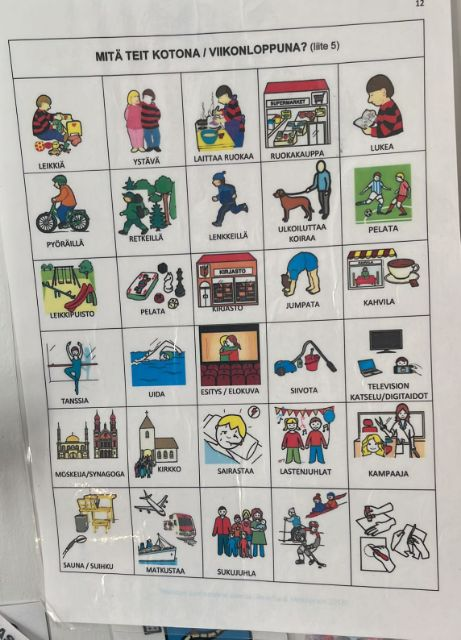 12
MITÄ TEIT KOTONA / VIIKONLOPPUNA? (liite 5)
LEIKKIÄ
YSTÄVÄ
LAITTAA RUOKAA
SUPERMARKET
RUOKAKAUPPA
LUKEA
PYÖRÄILLÄ
RETKEILLÄ
LENKKEILLÄ
ULKOILUTTAA
KOIRAA
PELATA
LEIKKIPUISTO
PELATA
KIRJASTO
KIRJASTO
JUMPATA
KAHVILA
TANSSIA
UIDA
ESITYS / ELOKUVA
SIIVOTA
TELEVISION
KATSELU/DIGITAIDOT
MOSKEIJA/SYNAGOGA
KIRKKO
SAIRASTAA
LASTENJUHLAT
KAMPAAJA
SAUNA / SUIHKU
MATKUSTAA
SUKUJUHLA